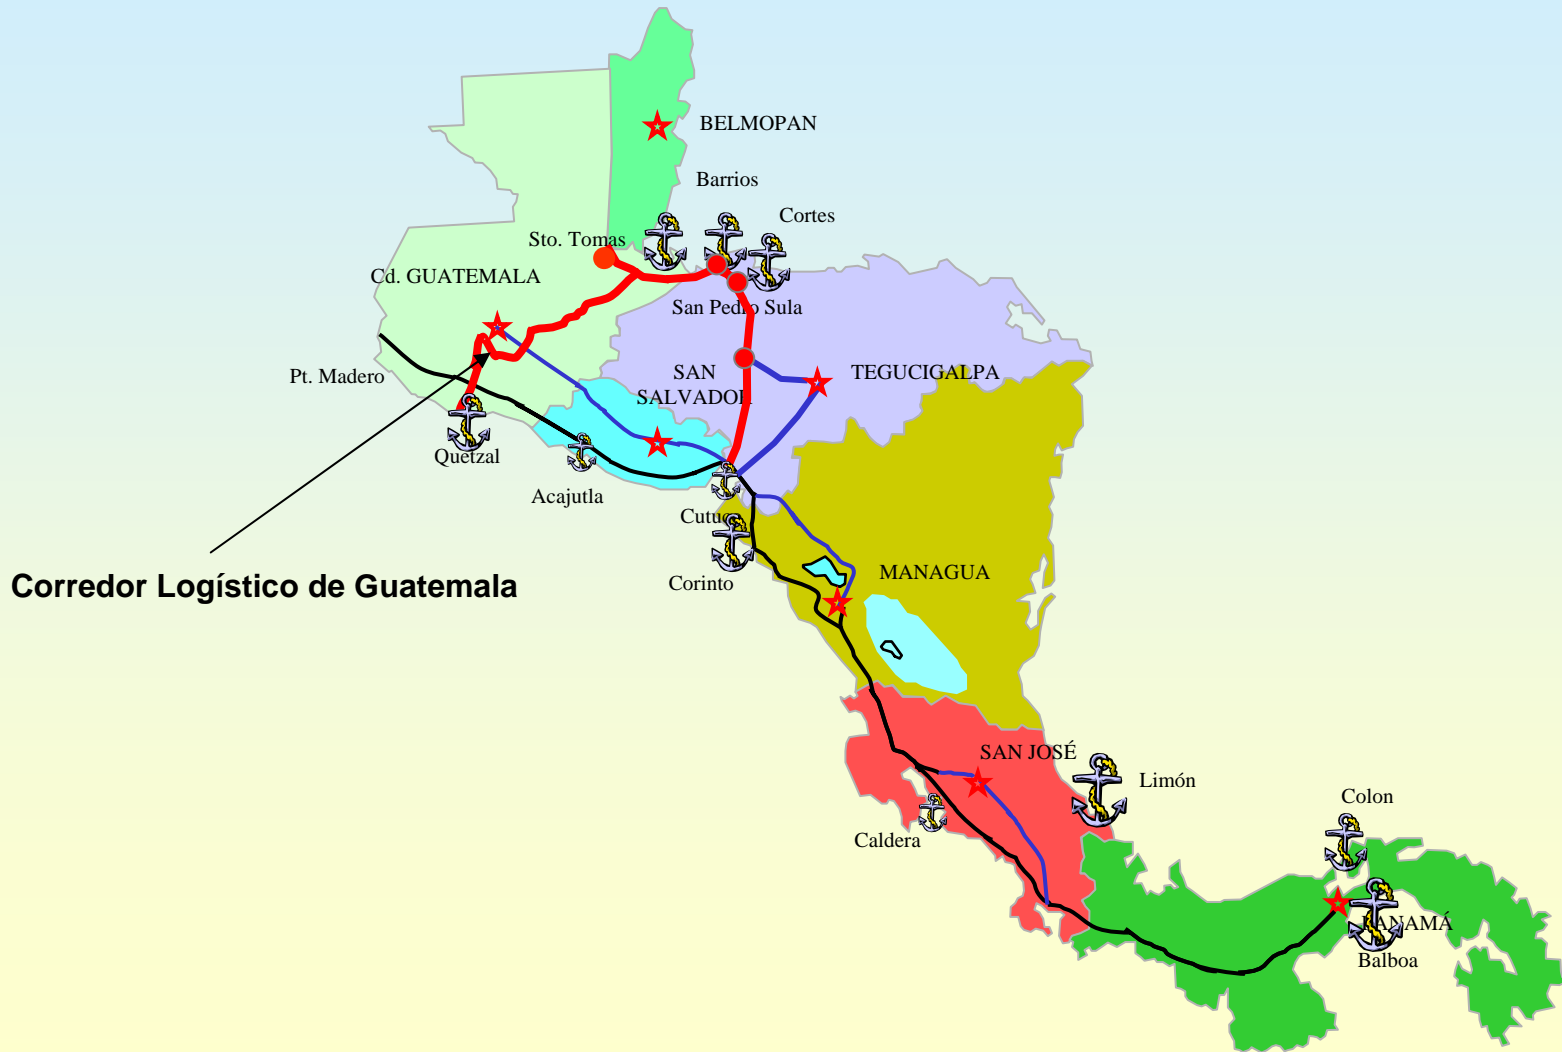 BELMOPAN
Barrios
Cortes
Sto. Tomas
Cd. GUATEMALA
San Pedro Sula
Pt. Madero
SAN
SALVADOR
TEGUCIGALPA
Quetzal
Acajutla
Cutuco
Corinto
MANAGUA
Corredor Logístico de Guatemala
SAN JOSÉ
Limón
Colon
Caldera
PANAMÁ
Balboa